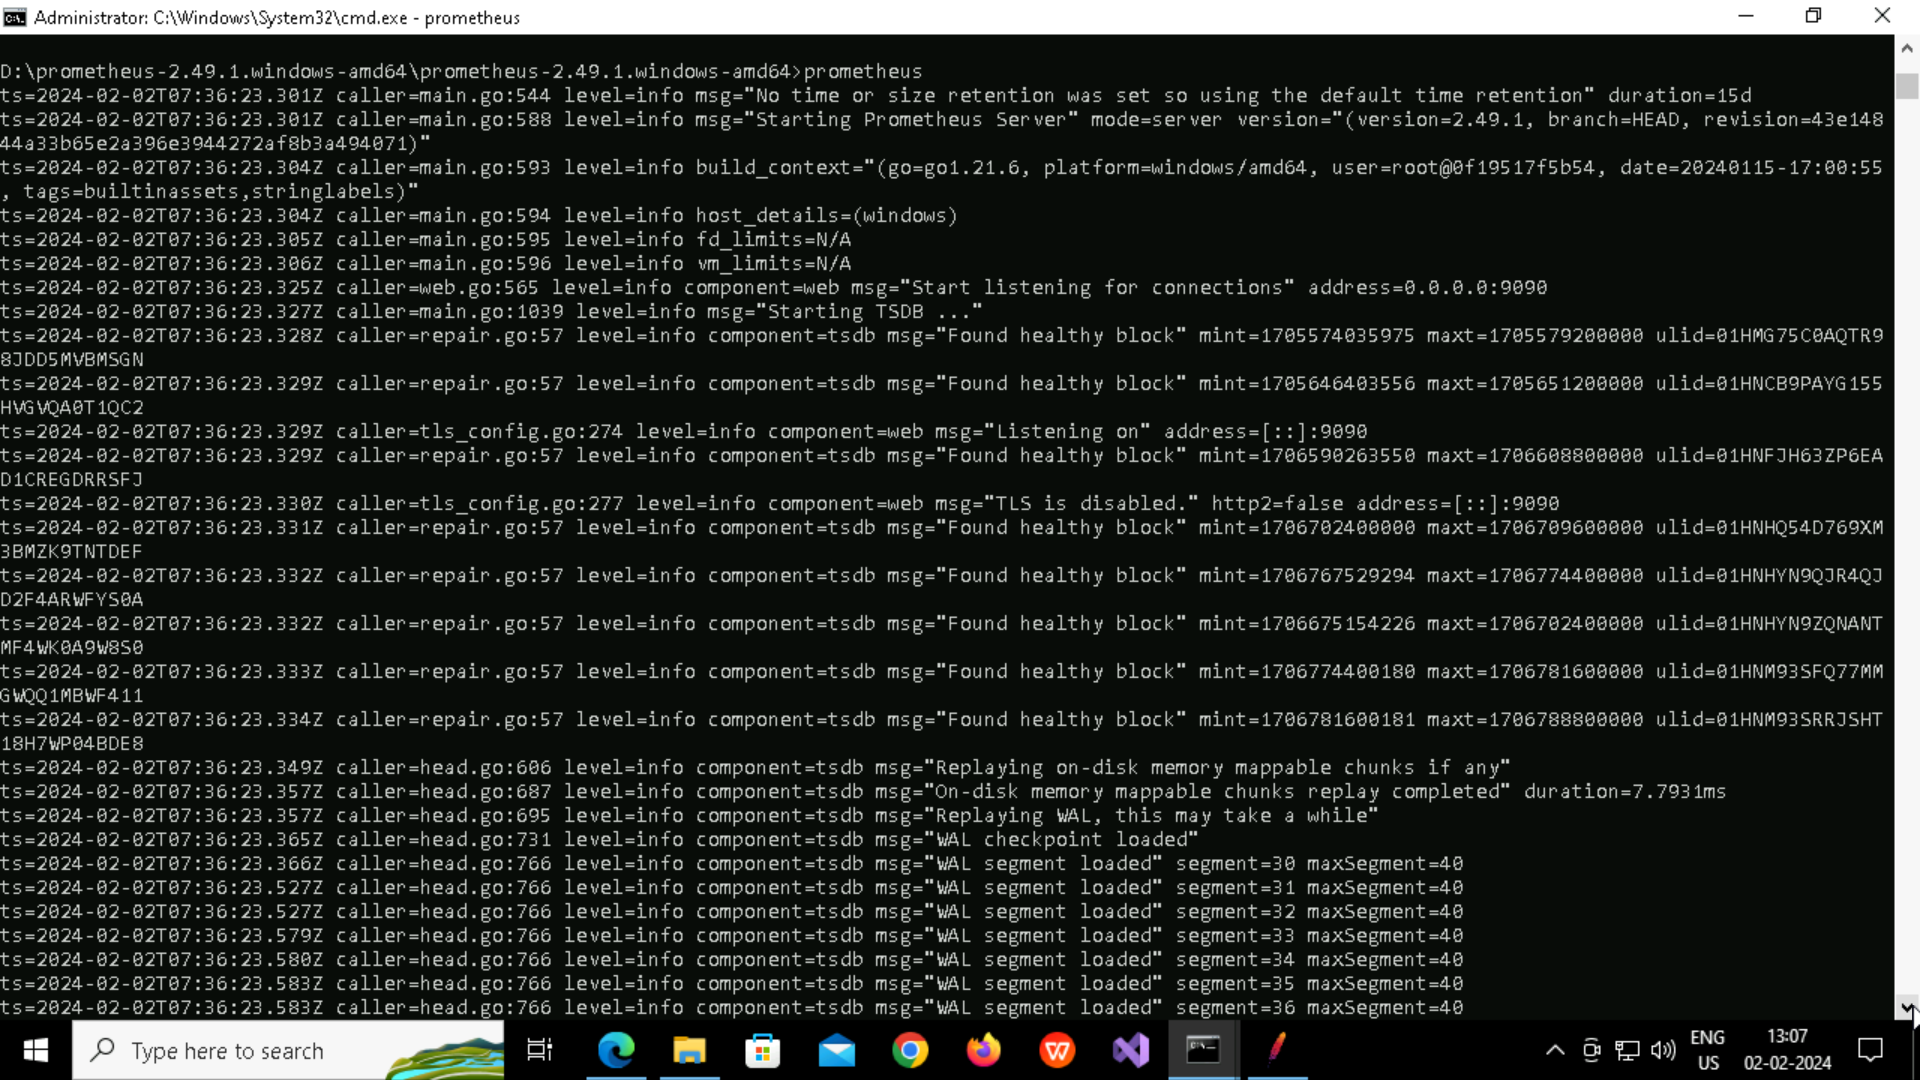 Administrator: C:\Windows\System32\cmd.exe - prometheus
D:\prometheus-2.49.1.windows-amd64\prometheus-2.49.1.windows-amd64>prometheus
ts=2024-02-02T07:36:23.301Z caller=main.go:544 level=info msg="No time or size retention was set so using the default time retention" duration=15d
ts=2024-02-02T07:36:23.301Z caller=main.go:588 level=info msg="Starting Prometheus Server" mode=server version="(version=2.49.1, branch=HEAD, revision=43e148
44a33b65e2a396e3944272af8b3a494071)"
ts=2024-02-02T07:36:23.304Z caller=main.go:593 level=info build_context="(go=go1.21.6, platform=windows/amd64, user=root@0f19517f5b54, date=20240115-17:00:55
, tags=builtinassets,stringlabels)"
ts=2024-02-02T07:36:23.304Z caller=main.go:594 level=info host_details=(windows)
ts=2024-02-02T07:36:23.305Z caller=main.go:595 level=info fd_limits=N/A
ts=2024-02-02T07:36:23.306Z caller=main.go:596 level=info vm_limits=N/A
ts=2024-02-02T07:36:23.325Z caller=web.go:565 level=info component=web msg="Start listening for connections" address=0.0.0.0:9090
ts=2024-02-02T07:36:23.327Z caller=main.go:1039 level=info msg="Starting TSDB ..."
ts=2024-02-02T07:36:23.328Z caller=repair.go:57 level=info component=tsdb msg="Found healthy block" mint=1705574035975 maxt=1705579200000 ulid=01HMG75C0AQTR9
8JDD5MVBMSGN
ts=2024-02-02T07:36:23.329Z caller=repair.go:57 level=info component=tsdb msg="Found healthy block" mint=1705646403556 maxt=1705651200000 ulid=01HNCB9PAYG155
HVGVQA0T1QC2
ts=2024-02-02T07:36:23.329Z caller=tls_config.go:274 level=info component=web msg="Listening on" address=[::]:9090
ts=2024-02-02T07:36:23.329Z caller=repair.go:57 level=info component=tsdb msg="Found healthy block" mint=1706590263550 maxt=1706608800000 ulid=01HNFJH63ZP6EA
D1CREGDRRSFJ
ts=2024-02-02T07:36:23.330Z caller=tls_config.go:277 level=info component=web msg="TLS is disabled." http2=false address=[::]:9090
ts=2024-02-02T07:36:23.331Z caller=repair.go:57 level=info component=tsdb msg="Found healthy block" mint=1706702400000 maxt=1706709600000 ulid=01HNHQ54D769XM
3BMZK9TNTDEF
ts=2024-02-02T07:36:23.332Z caller=repair.go:57 level=info component=tsdb msg="Found healthy block" mint=1706767529294 maxt=1706774400000 ulid=01HNHYN9QJR4QJ
D2F4ARWFYS0A
ts=2024-02-02T07:36:23.332Z caller=repair.go:57 level=info component=tsdb msg="Found healthy block" mint=1706675154226 maxt=1706702400000 ulid=01HNHYN9ZQNANT
MF4WK0A9W8S0
ts=2024-02-02T07:36:23.333Z caller=repair.go:57 level=info component=tsdb msg="Found healthy block" mint=1706774400180 maxt=1706781600000 ulid=01HNM93SFQ77MM
GWQQ1MBWF411
ts=2024-02-02T07:36:23.334Z caller=repair.go:57 level=info component=tsdb msg="Found healthy block" mint=1706781600181 maxt=1706788800000 ulid=01HNM93SRRJSHT
18H7WP04BDE8
ts=2024-02-02T07:36:23.349Z caller=head.go:606 level=info component=tsdb msg="Replaying on-disk memory mappable chunks if any"
ts=2024-02-02T07:36:23.357Z caller=head.go:687 level=info component=tsdb msg="On-disk memory mappable chunks replay completed" duration=7.7931ms
ts=2024-02-02T07:36:23.357Z caller=head.go:695 level=info component=tsdb msg="Replaying WAL, this may take a while"
ts=2024-02-02T07:36:23.365Z caller=head.go:731 level=info component=tsdb msg="WAL checkpoint loaded"
ts=2024-02-02T07:36:23.366Z caller=head.go:766 level=info component=tsdb msg="WAL segment loaded" segment=30 maxSegment=40
ts=2024-02-02T07:36:23.527Z caller=head.go:766 level=info component=tsdb msg="WAL segment loaded" segment=31 maxSegment=40
ts=2024-02-02T07:36:23.527Z caller=head.go:766 level=info component=tsdb msg="WAL segment loaded" segment=32 maxSegment=40
ts=2024-02-02T07:36:23.579Z caller=head.go:766 level=info component=tsdb msg="WAL segment loaded" segment=33 maxSegment=40
ts=2024-02-02T07:36:23.580Z caller=head.go:766 level=info component=tsdb msg="WAL segment loaded" segment=34 maxSegment=40
ts=2024-02-02T07:36:23.583Z caller=head.go:766 level=info component=tsdb msg="WAL segment loaded" segment=35 maxSegment=40
ts=2024-02-02T07:36:23.583Z caller=head.go:766 level=info component=tsdb msg="WAL segment loaded" segment=36 maxSegment=40
Type here to search
ENG
US
13:07
02-02-2024